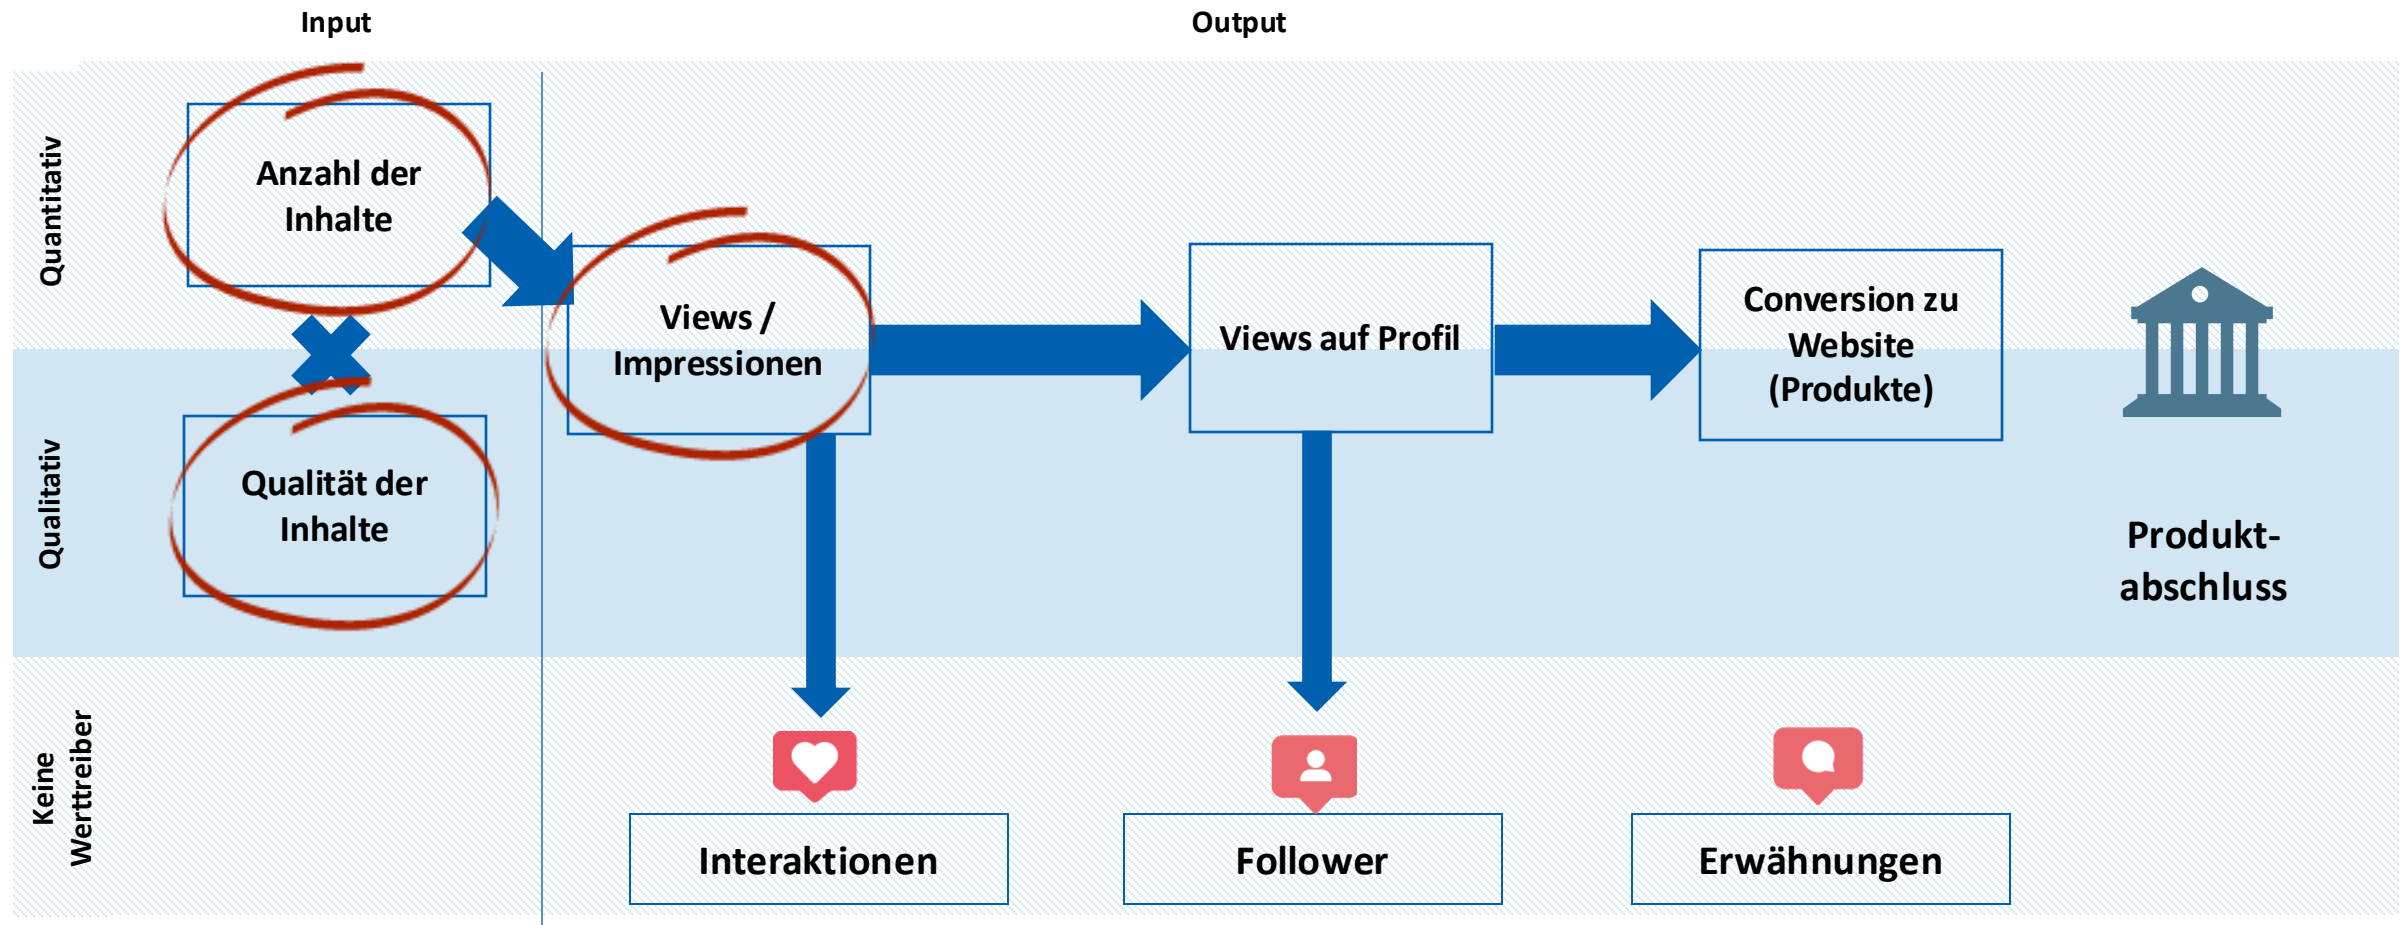 Input
Output
Quantitativ
Anzahl der
Inhalte
Views /
Impressionen
Views auf Profil
Conversion zu
Website
(Produkte)
Qualitativ
Qualität der
Inhalte
Produkt-
abschluss
Keine
Werttreiber
Interaktionen
Follower
Erwähnungen